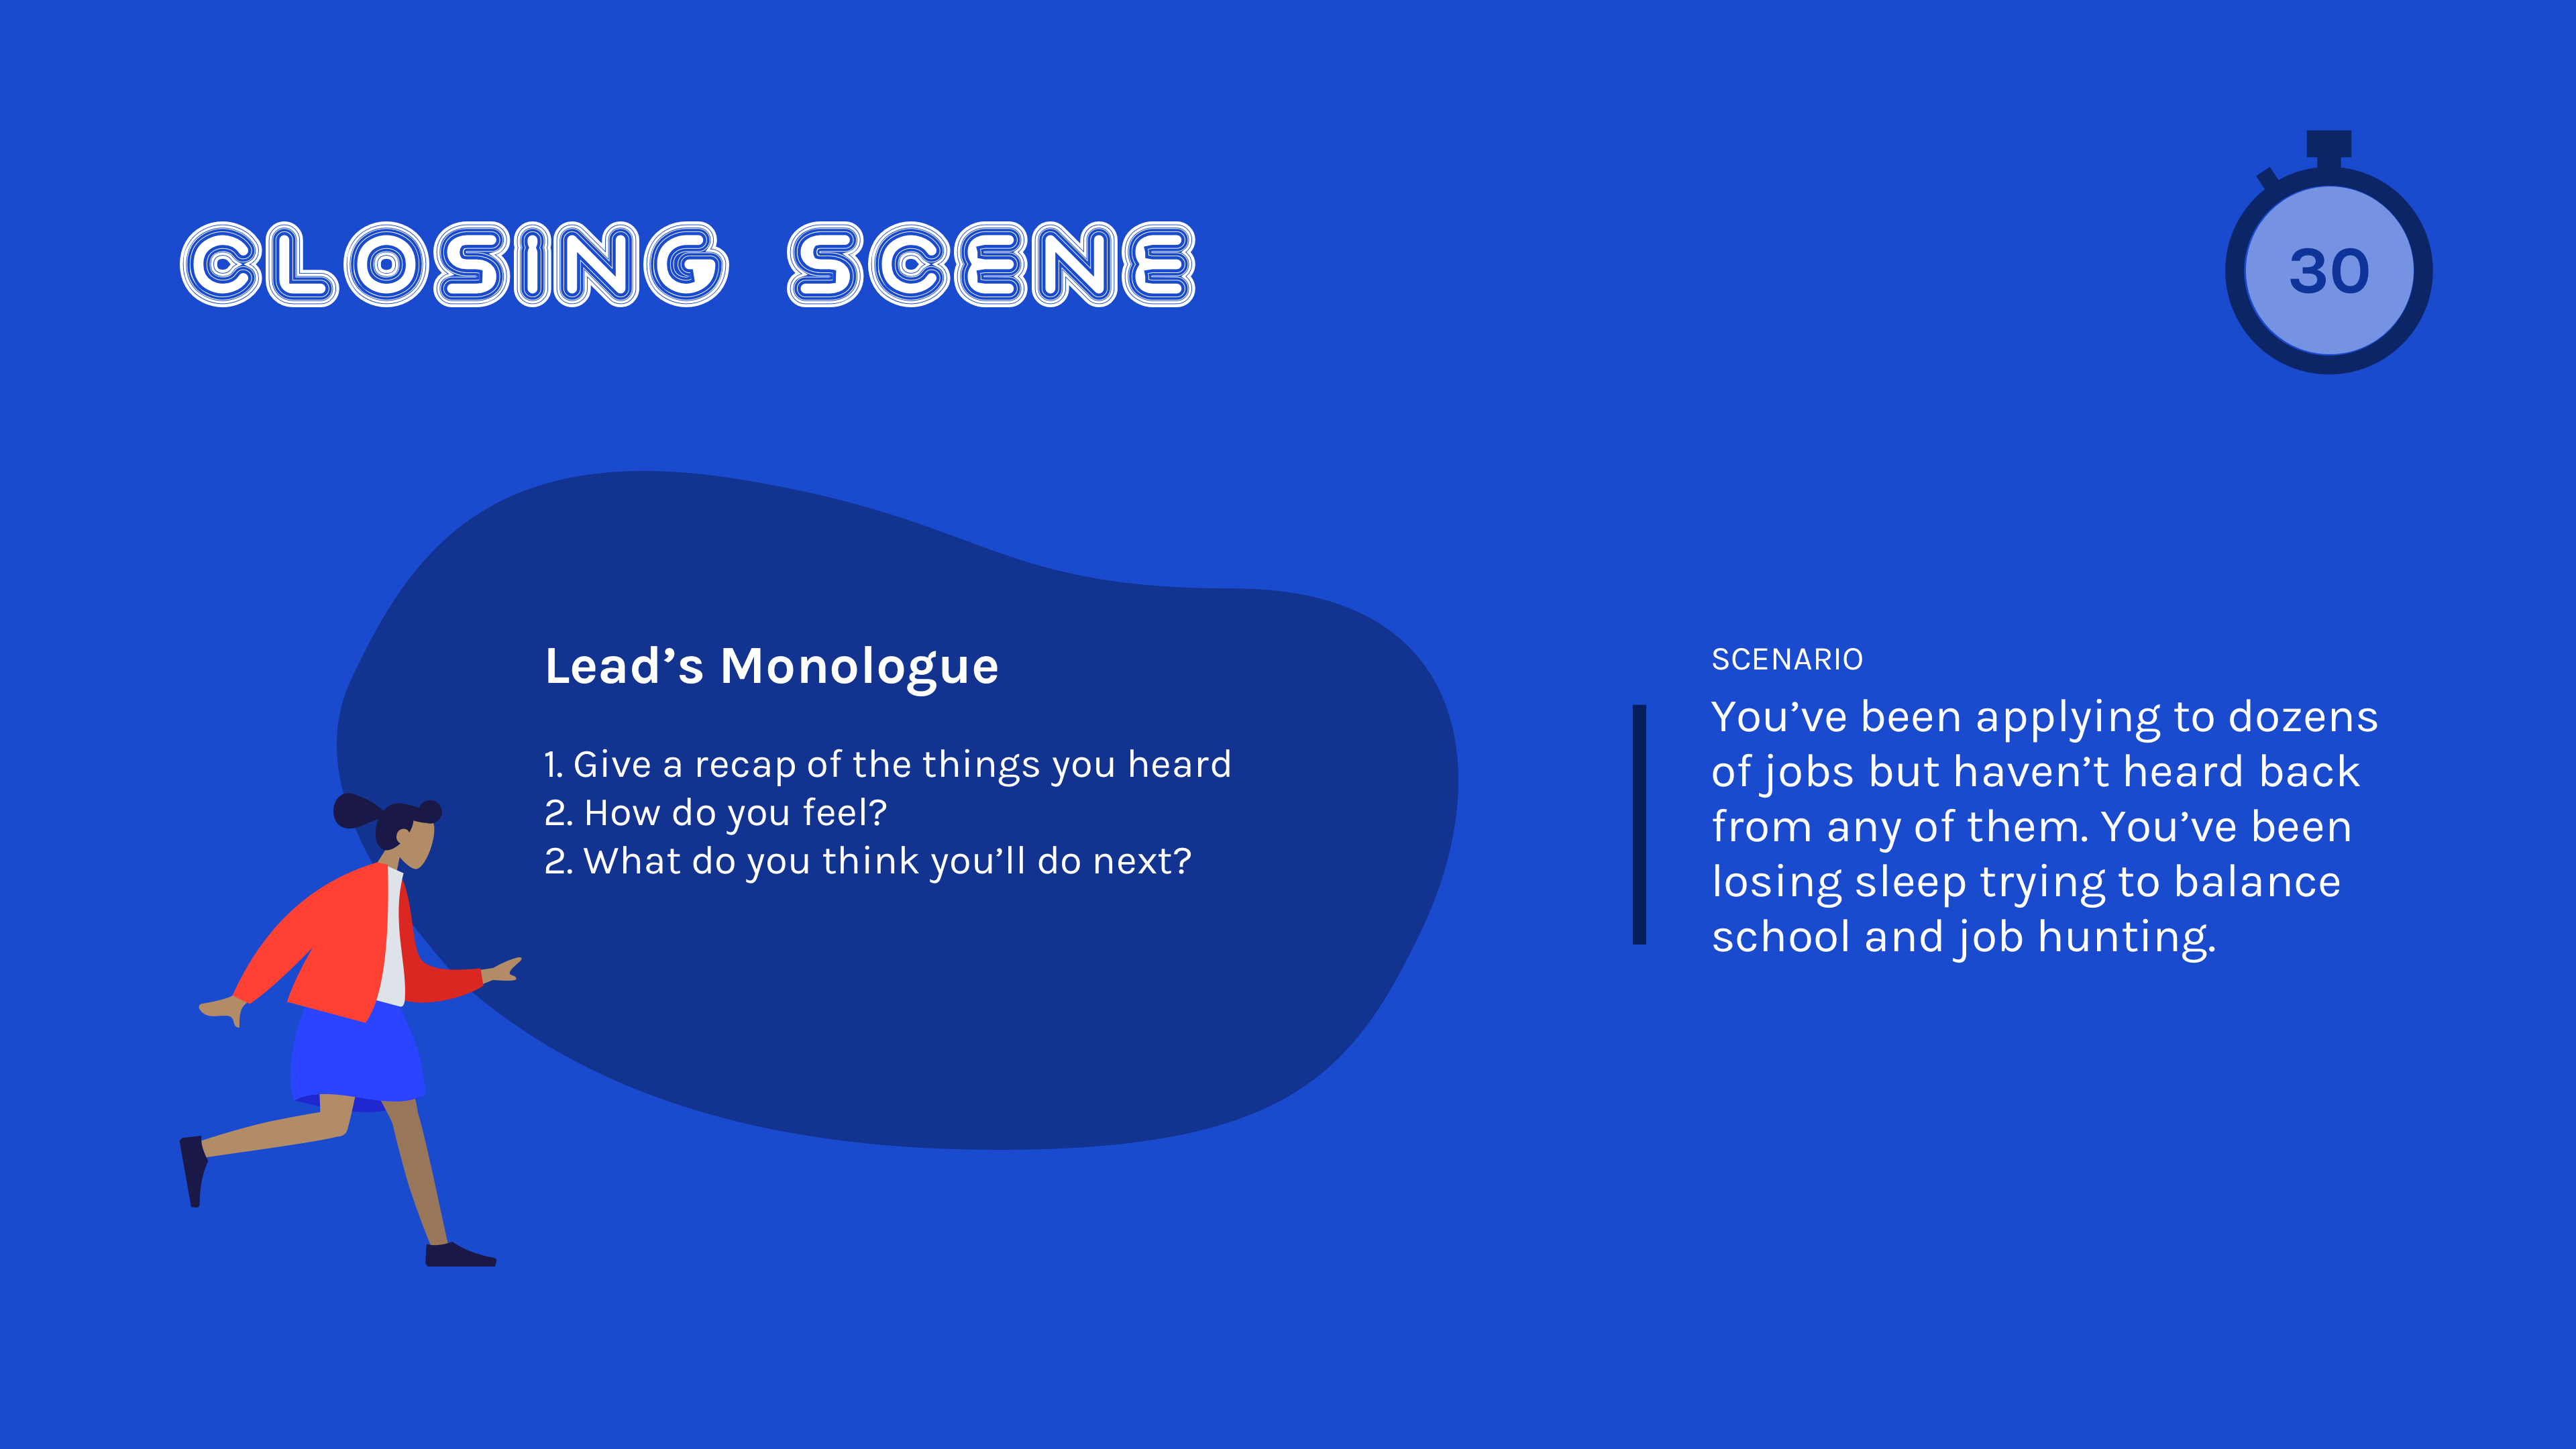 CLOSING SCENE
30
Lead’s Monologue
1. Give a recap of the things you heard
2. How do you feel?
2. What do you think you’ll do next?
SCENARIO
You’ve been applying to dozens
of jobs but haven’t heard back
from any of them. You’ve been
losing sleep trying to balance
school and job hunting.